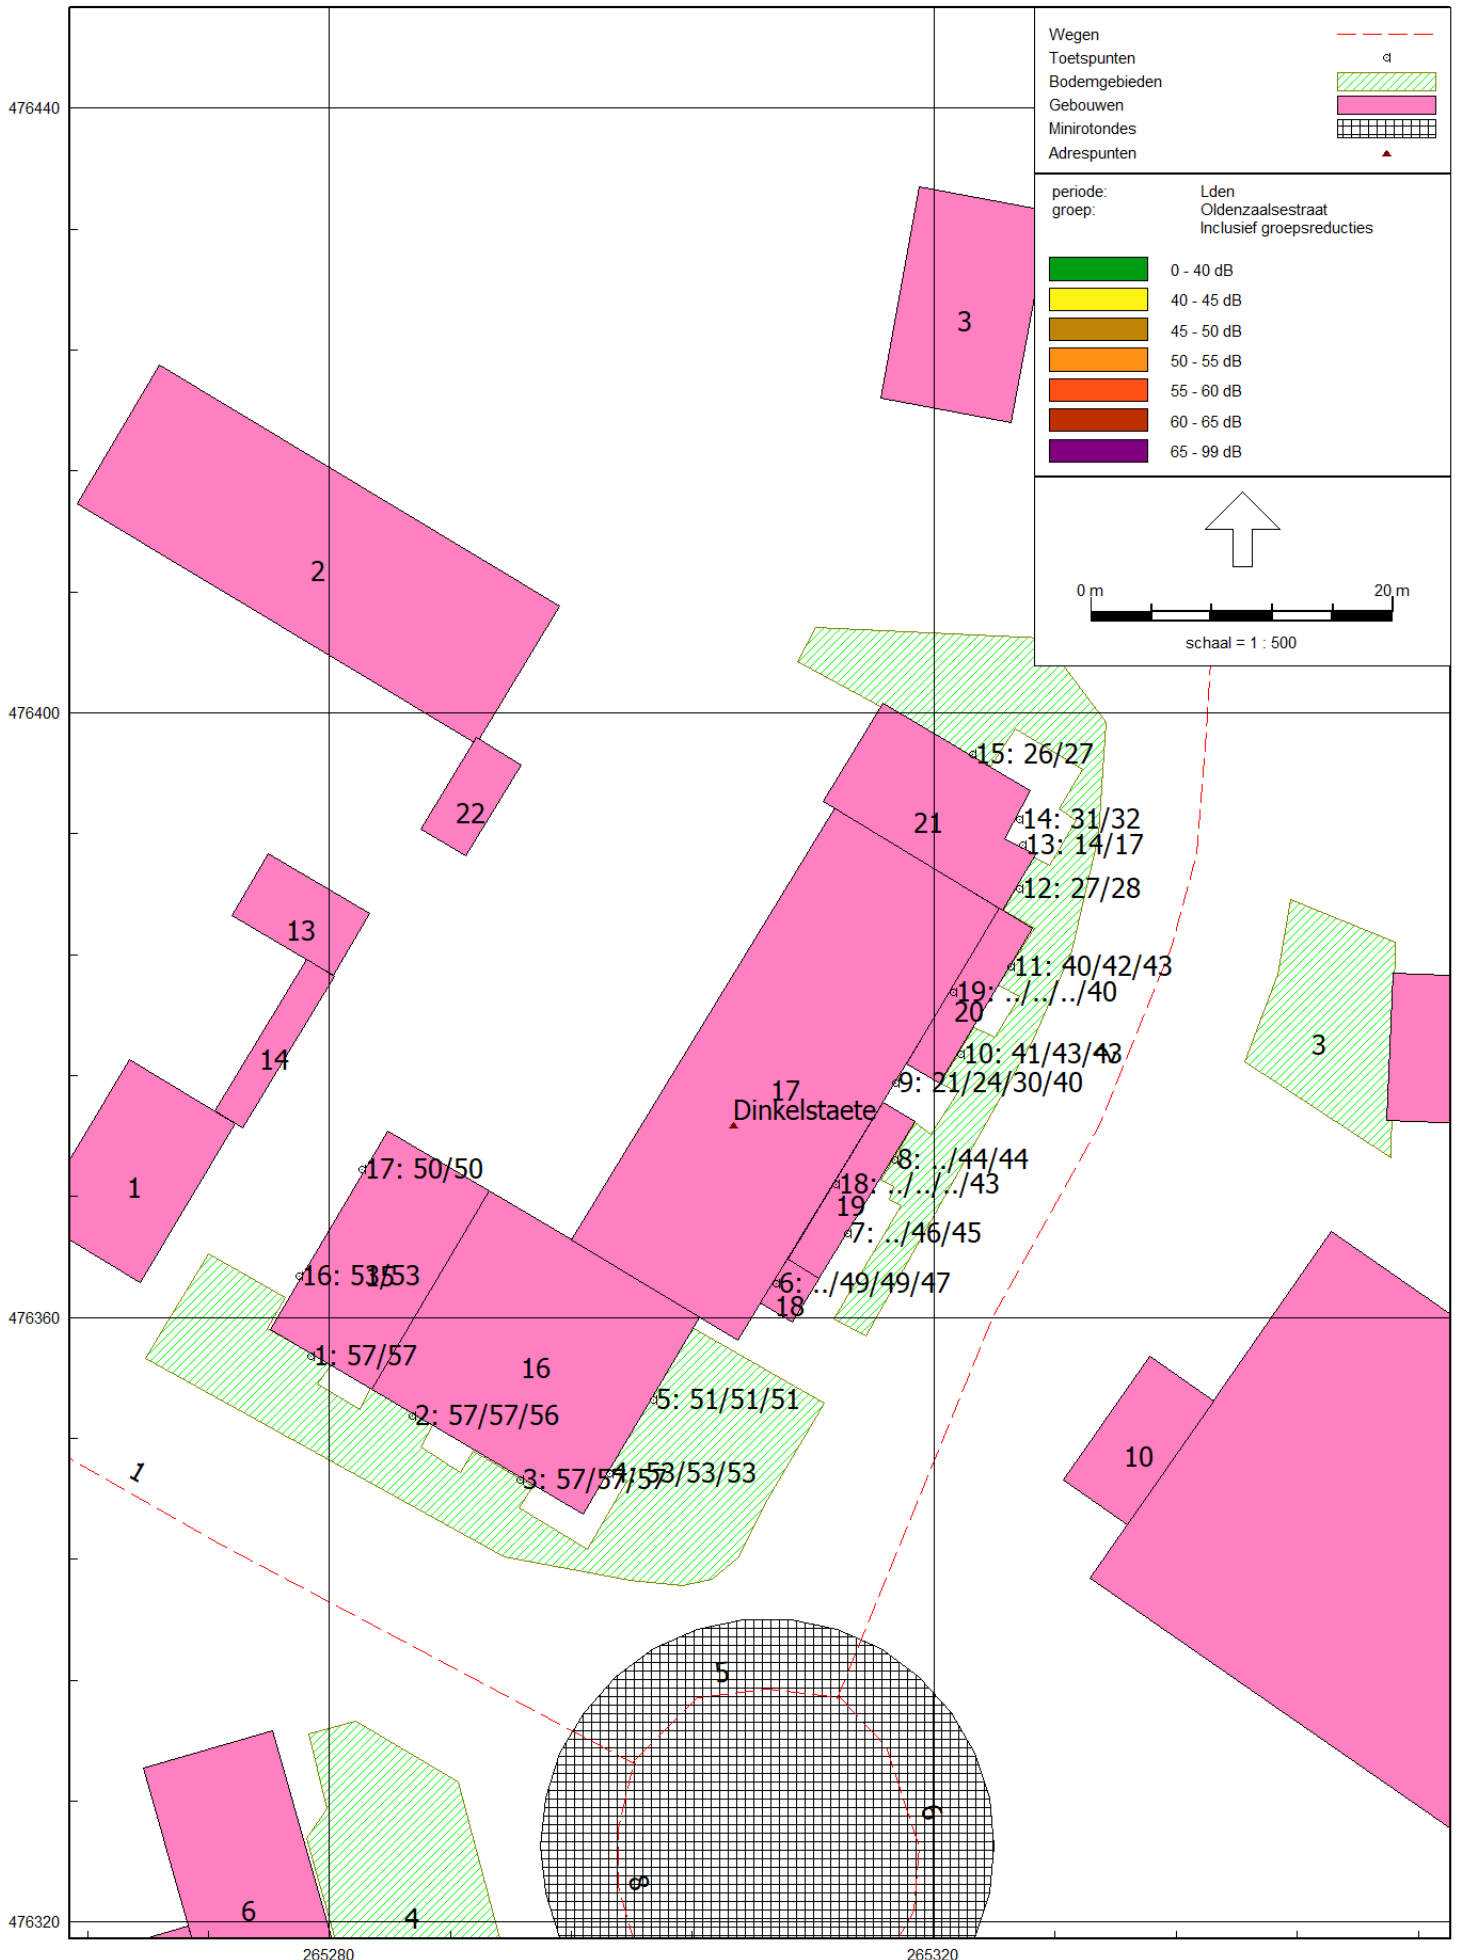 Wegen
Toetspunten
Bodemgebieden
Gebouwen
Minirotondes
Adrespunten
periode: Lden
groep: Oldenzaalsestraat
Inclusief groepsreducties
0 - 40 dB
40 - 45 dB
45 - 50 dB
50 - 55 dB
55 - 60 dB
60 - 65 dB
65 - 99 dB
0 m 20 m
schaal = 1 : 500
476440
3
2
476400
15: 26/27
22
21
14: 31/32
13: 14/17
12: 27/28
13
11: 40/42/43
19: ../../../40
20
14
10: 41/43/43
3
9: 21/24/30/40
17
Dinkelstaete
8: ../44/44
17: 50/50
1
18: ../../../43
19
7: ../46/45
16: 53/53
6: ../49/49/47
18
476360
1: 57/57
16
5: 51/51/51
2: 57/57/56
10
1
3: 57/57/57
4: 53/53/53
5
6
8
6
4
476320
265280
265320